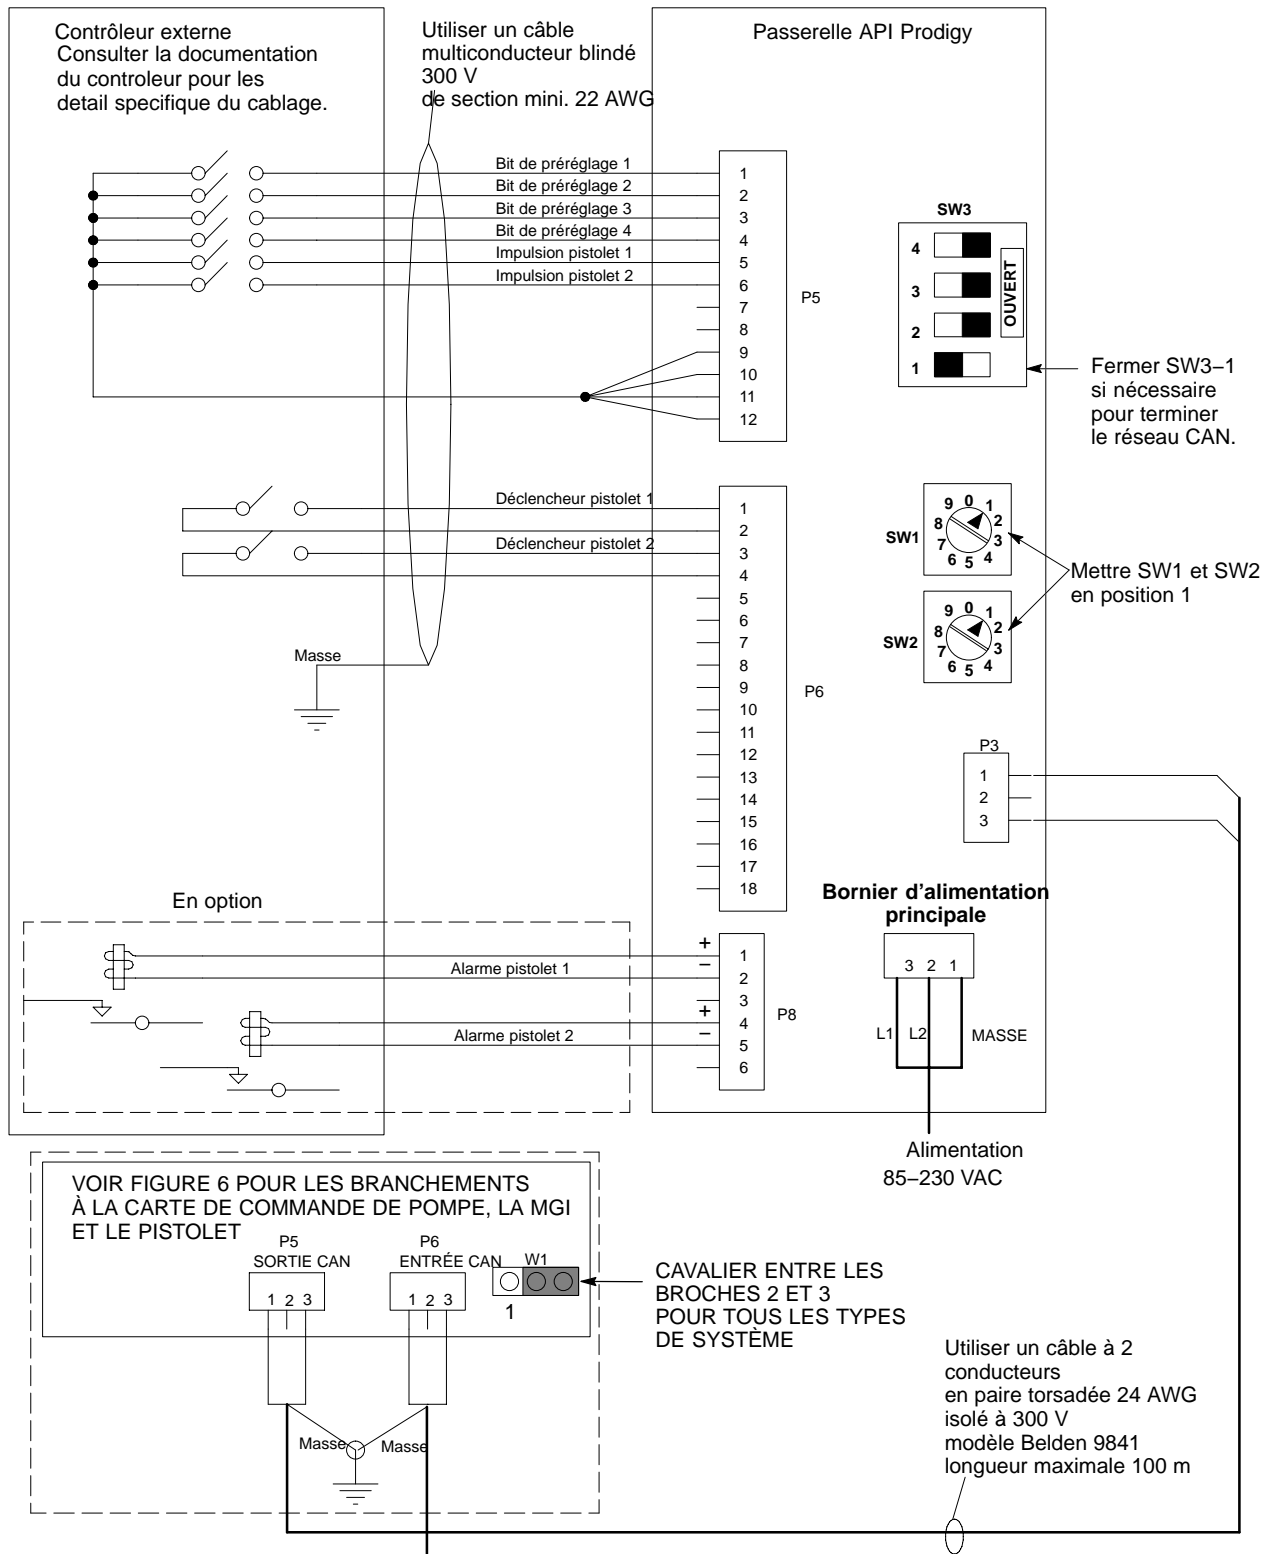 Contrôleur externe
Consulter la documentation
du controleur pour les
detail specifique du cablage.
Utiliser un câble
multiconducteur blindé
300 V
de section mini. 22 AWG
Passerelle API Prodigy
Bit de préréglage 1
Bit de préréglage 2
Bit de préréglage 3
Bit de préréglage 4
Impulsion pistolet 1
Impulsion pistolet 2
1
2
3
4
5
6
7
8
9
10
11
12
P5
SW3
4
3
2
1
OUVERT
Fermer SW3–1
si nécessaire
pour terminer
le réseau CAN.
Déclencheur pistolet 1
Déclencheur pistolet 2
Masse
1
2
3
4
5
6
7
8
9
10
11
12
13
14
15
16
17
18
P6
SW1
0 1 2 3 4 5 6 7 8 9
SW2
0 1 2 3 4 5 6 7 8 9
Mettre SW1 et SW2
en position 1
P3
1
2
3
En option
Alarme pistolet 1
Alarme pistolet 2
+
–
+
–
1
2
3
4
5
6
P8
Bornier d'alimentation
principale
3 2 1
L1 L2 MASSE
Alimentation
85–230 VAC
VOIR FIGURE 6 POUR LES BRANCHEMENTS
À LA CARTE DE COMMANDE DE POMPE, LA MGI
ET LE PISTOLET
P5
SORTIE CAN
1 2 3
P6
ENTRÉE CAN
1 2 3
W1
1
CAVALIER ENTRE LES
BROCHES 2 ET 3
POUR TOUS LES TYPES
DE SYSTÈME
Masse Masse
Utiliser un câble à 2
conducteurs
en paire torsadée 24 AWG
isolé à 300 V
modèle Belden 9841
longueur maximale 100 m